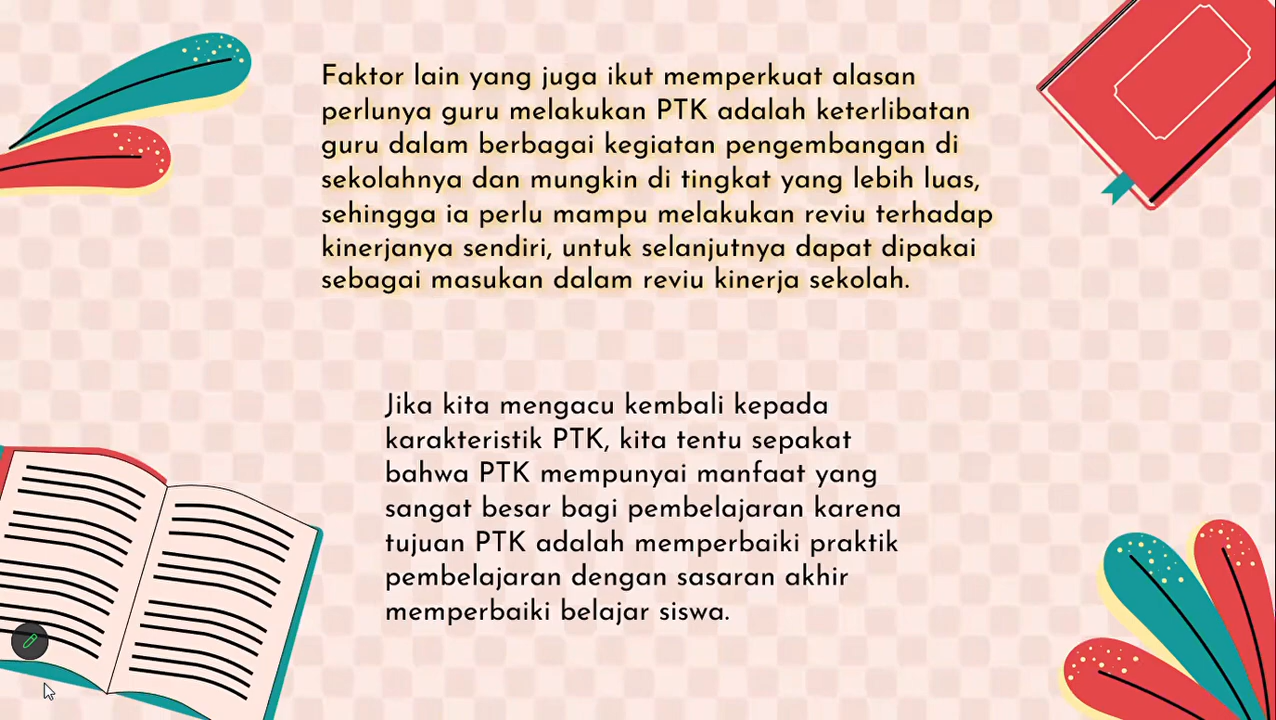 Faktor lain yang juga ikut memperkuat alasan
perlunya guru melakukan PTK adalah keterlibatan
guru dalam berbagai kegiatan pengembangan di
sekolahnya dan mungkin di tingkat yang lebih luas,
sehingga ia perlu mampu melakukan reviu terhadap
kinerjanya sendiri, untuk selanjutnya dapat dipakai
sebagai masukan dalam reviu kinerja sekolah.
Jika kita mengacu kembali kepada
karakteristik PTK, kita tentu sepakat
bahwa PTK mempunyai manfaat yang
sangat besar bagi pembelajaran karena
tujuan PTK adalah memperbaiki praktik
pembelajaran dengan sasaran akhir
memperbaiki belajar siswa.